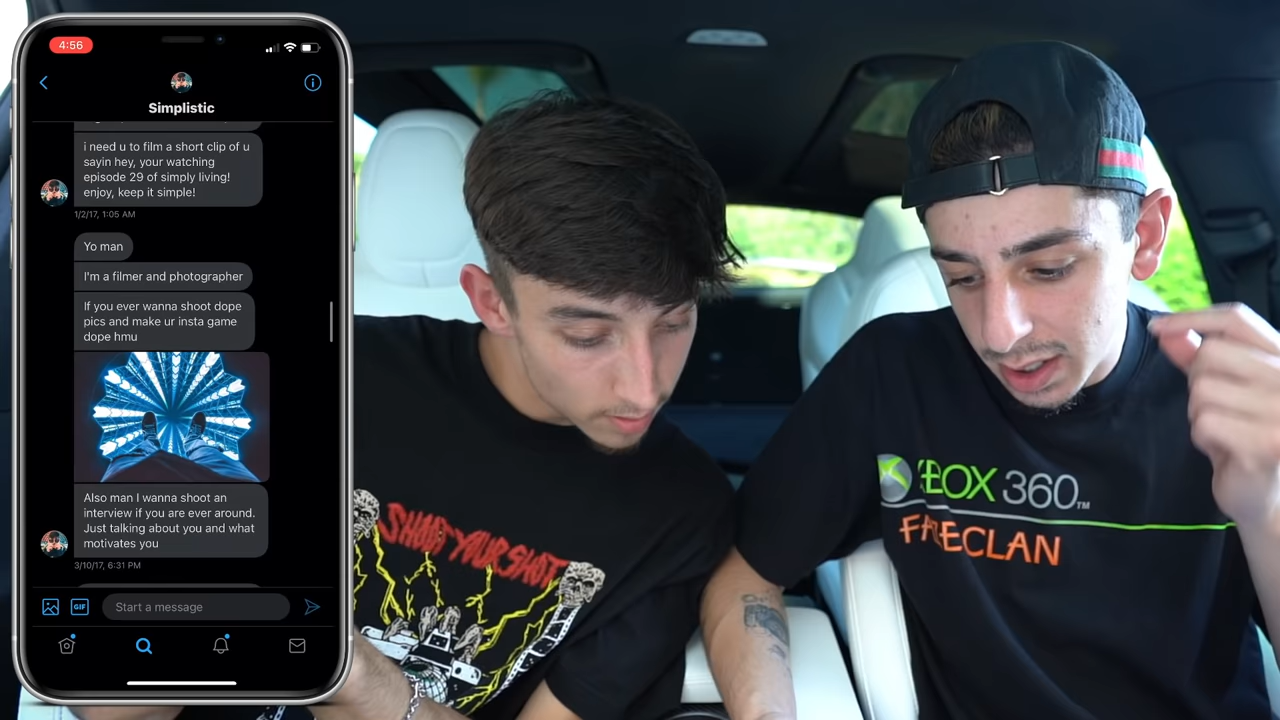 4:56
Simplistic
i need u to film a short clip of u
sayin hey, your watching
episode 29 of simply living!
enjoy, keep it simple!
1/2/17, 1:05 AM
Yo man
I'm a filmer and photographer
If you ever wanna shoot dope
pics and make ur insta game
dope hmu
Also man I wanna shoot an
interview if you are ever around.
Just talking about you and what
motivates you
3/10/17, 6:31 PM
GIF
Start a message
SHOOT YOUR SHOT
XBOX 360™
FAZECLAN